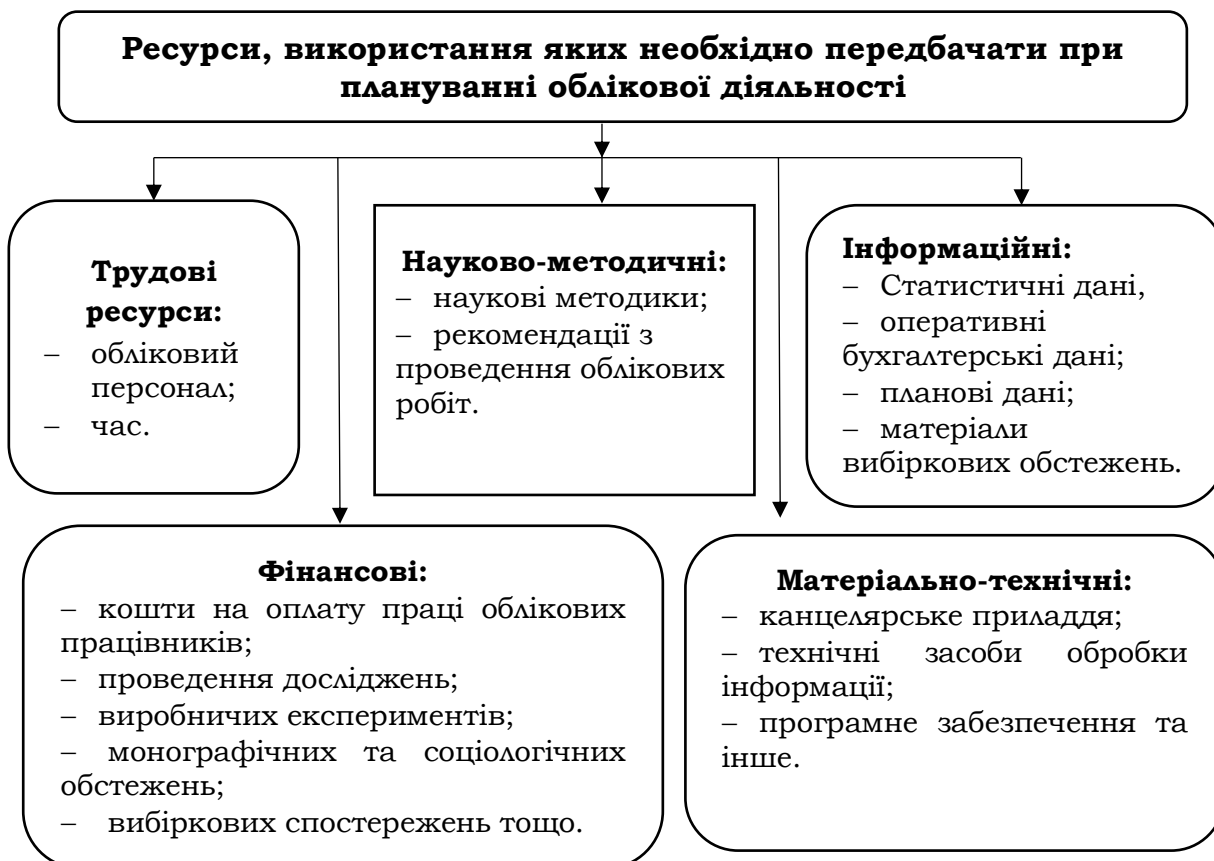 Ресурси, використання яких необхідно передбачати при
плануванні облікової діяльності
Трудові
ресурси:
– обліковий
персонал;
– час.
Науково-методичні:
– наукові методики;
– рекомендації з
проведення облікових
робіт.
Інформаційні:
– Статистичні дані,
– оперативні
бухгалтерські дані;
– планові дані;
– матеріали
вибіркових обстежень.
Фінансові:
– кошти на оплату праці облікових
працівників;
– проведення досліджень;
– виробничих експериментів;
– монографічних та соціологічних
обстежень;
– вибіркових спостережень тощо.
Матеріально-технічні:
– канцелярське приладдя;
– технічні засоби обробки
інформації;
– програмне забезпечення та
інше.